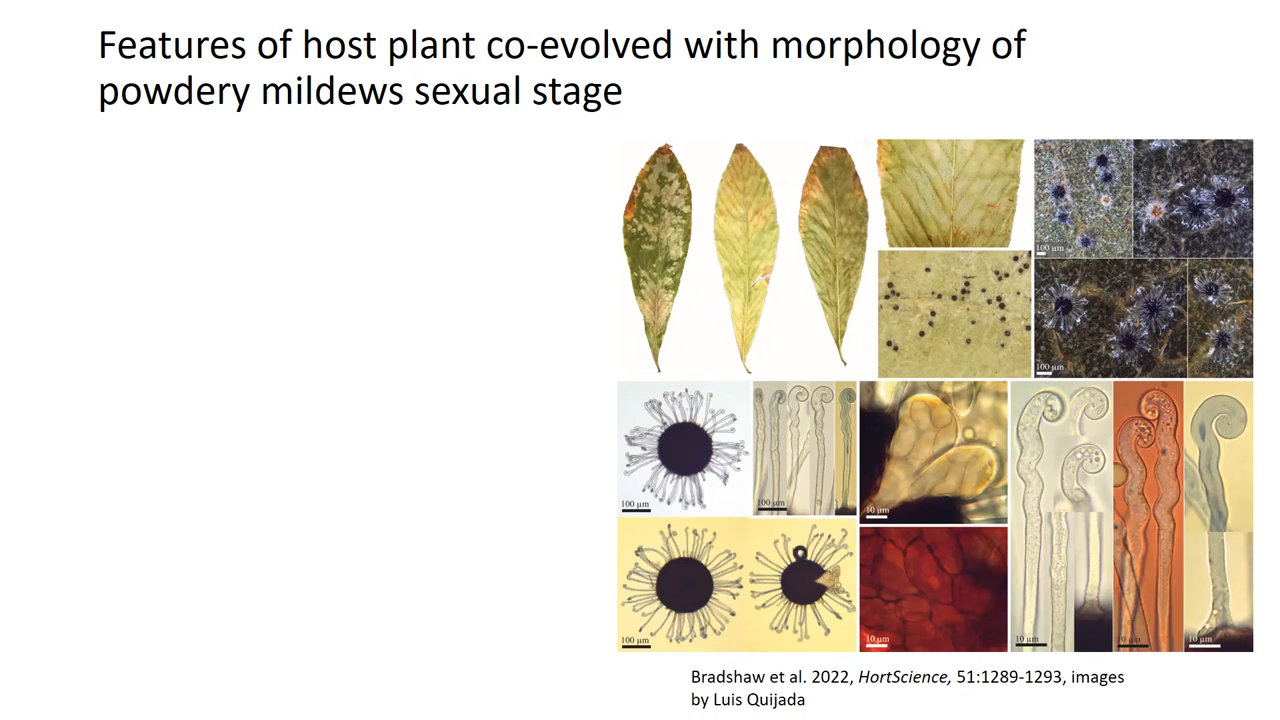 Features of host plant co-evolved with morphology of
powdery mildews sexual stage
100 µm
100 µm
100 µm
100 µm
10 µm
100 µm
10 µm
10 µm
10 µm
10 µm
Bradshaw et al. 2022, HortScience, 51:1289-1293, images
by Luis Quijada